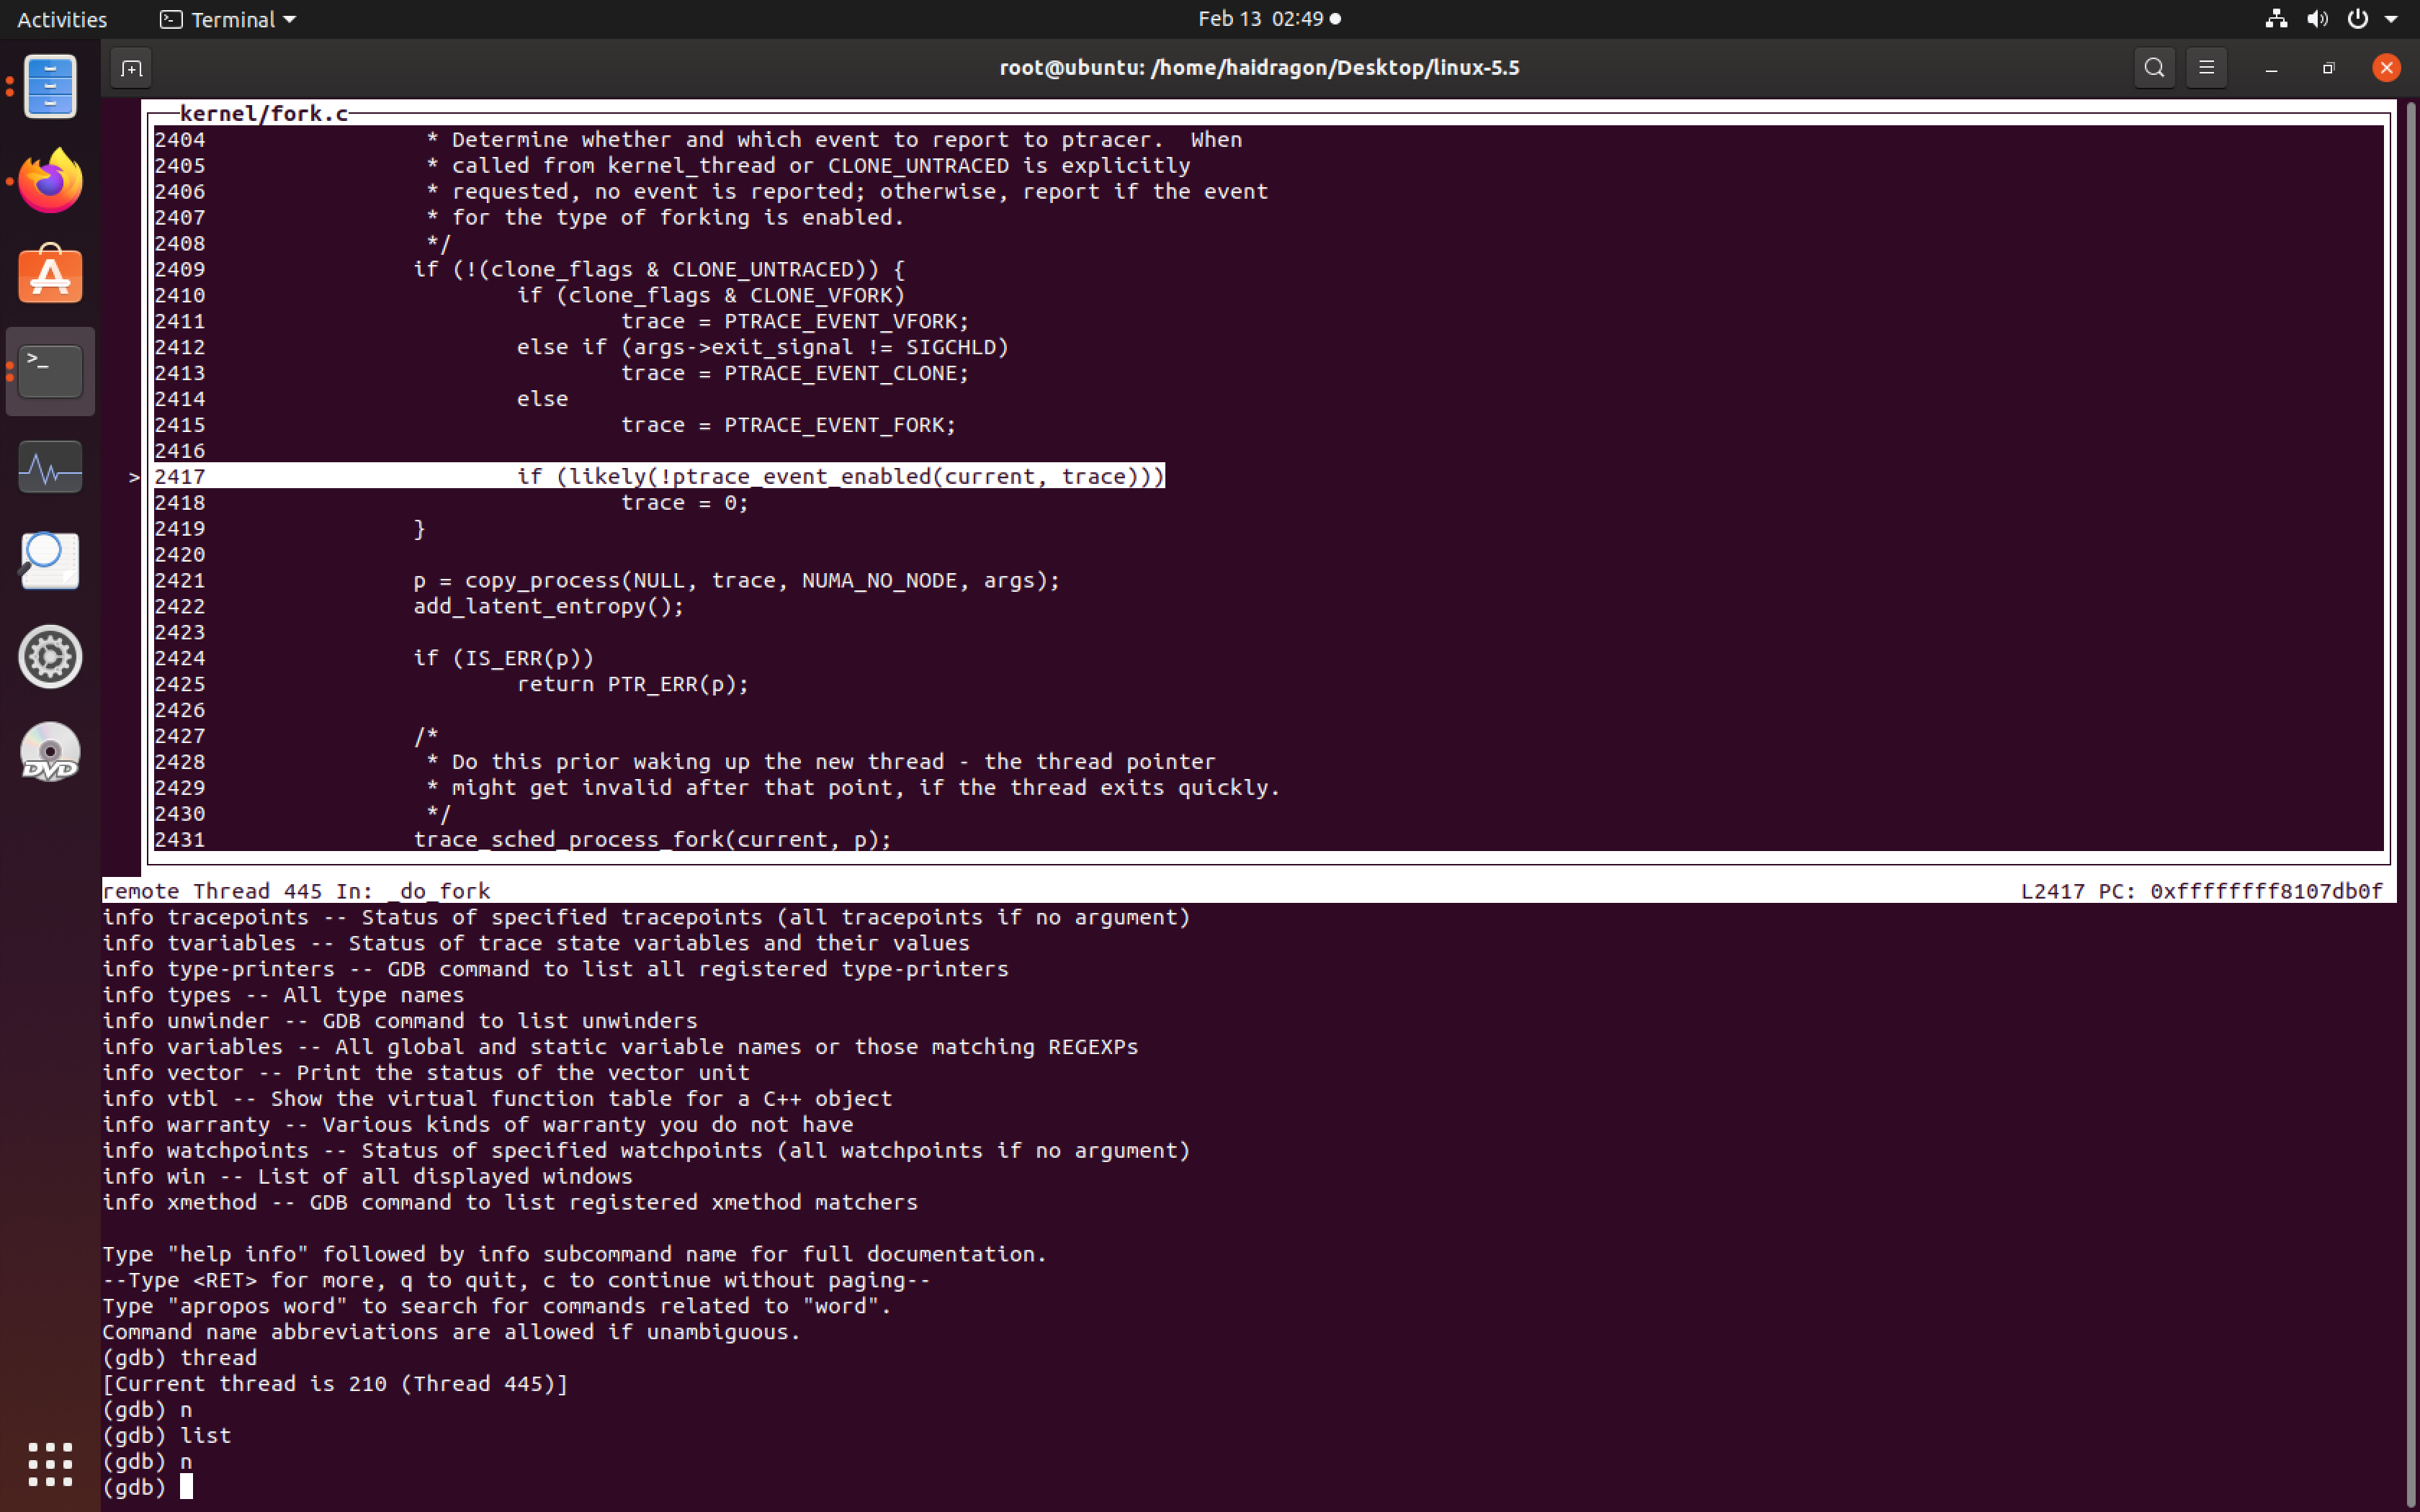 Activities
Terminal
Feb 13 02:49
root@ubuntu: /home/haidragon/Desktop/linux-5.5
kernel/fork.c
2404 * Determine whether and which event to report to ptracer.  When
2405 * called from kernel_thread or CLONE_UNTRACED is explicitly
2406 * requested, no event is reported; otherwise, report if the event
2407 * for the type of forking is enabled.
2408 */
2409 if (!(clone_flags & CLONE_UNTRACED)) {
2410 if (clone_flags & CLONE_VFORK)
2411 trace = PTRACE_EVENT_VFORK;
2412 else if (args->exit_signal != SIGCHLD)
2413 trace = PTRACE_EVENT_CLONE;
2414 else
2415 trace = PTRACE_EVENT_FORK;
2416
> 2417 if (likely(!ptrace_event_enabled(current, trace)))
2418 trace = 0;
2419 }
2420
2421 p = copy_process(NULL, trace, NUMA_NO_NODE, args);
2422 add_latent_entropy();
2423
2424 if (IS_ERR(p))
2425 return PTR_ERR(p);
2426
2427 /*
2428 * Do this prior waking up the new thread - the thread pointer
2429 * might get invalid after that point, if the thread exits quickly.
2430 */
2431 trace_sched_process_fork(current, p);
remote Thread 445 In: _do_fork L2417 PC: 0xffffffff8107db0f
info tracepoints -- Status of specified tracepoints (all tracepoints if no argument)
info tvariables -- Status of trace state variables and their values
info type-printers -- GDB command to list all registered type-printers
info types -- All type names
info unwinder -- GDB command to list unwinders
info variables -- All global and static variable names or those matching REGEXPs
info vector -- Print the status of the vector unit
info vtbl -- Show the virtual function table for a C++ object
info warranty -- Various kinds of warranty you do not have
info watchpoints -- Status of specified watchpoints (all watchpoints if no argument)
info win -- List of all displayed windows
info xmethod -- GDB command to list registered xmethod matchers
Type "help info" followed by info subcommand name for full documentation.
--Type <RET> for more, q to quit, c to continue without paging--
Type "apropos word" to search for commands related to "word".
Command name abbreviations are allowed if unambiguous.
(gdb) thread
[Current thread is 210 (Thread 445)]
(gdb) n
(gdb) list
(gdb) n
(gdb)
DVD